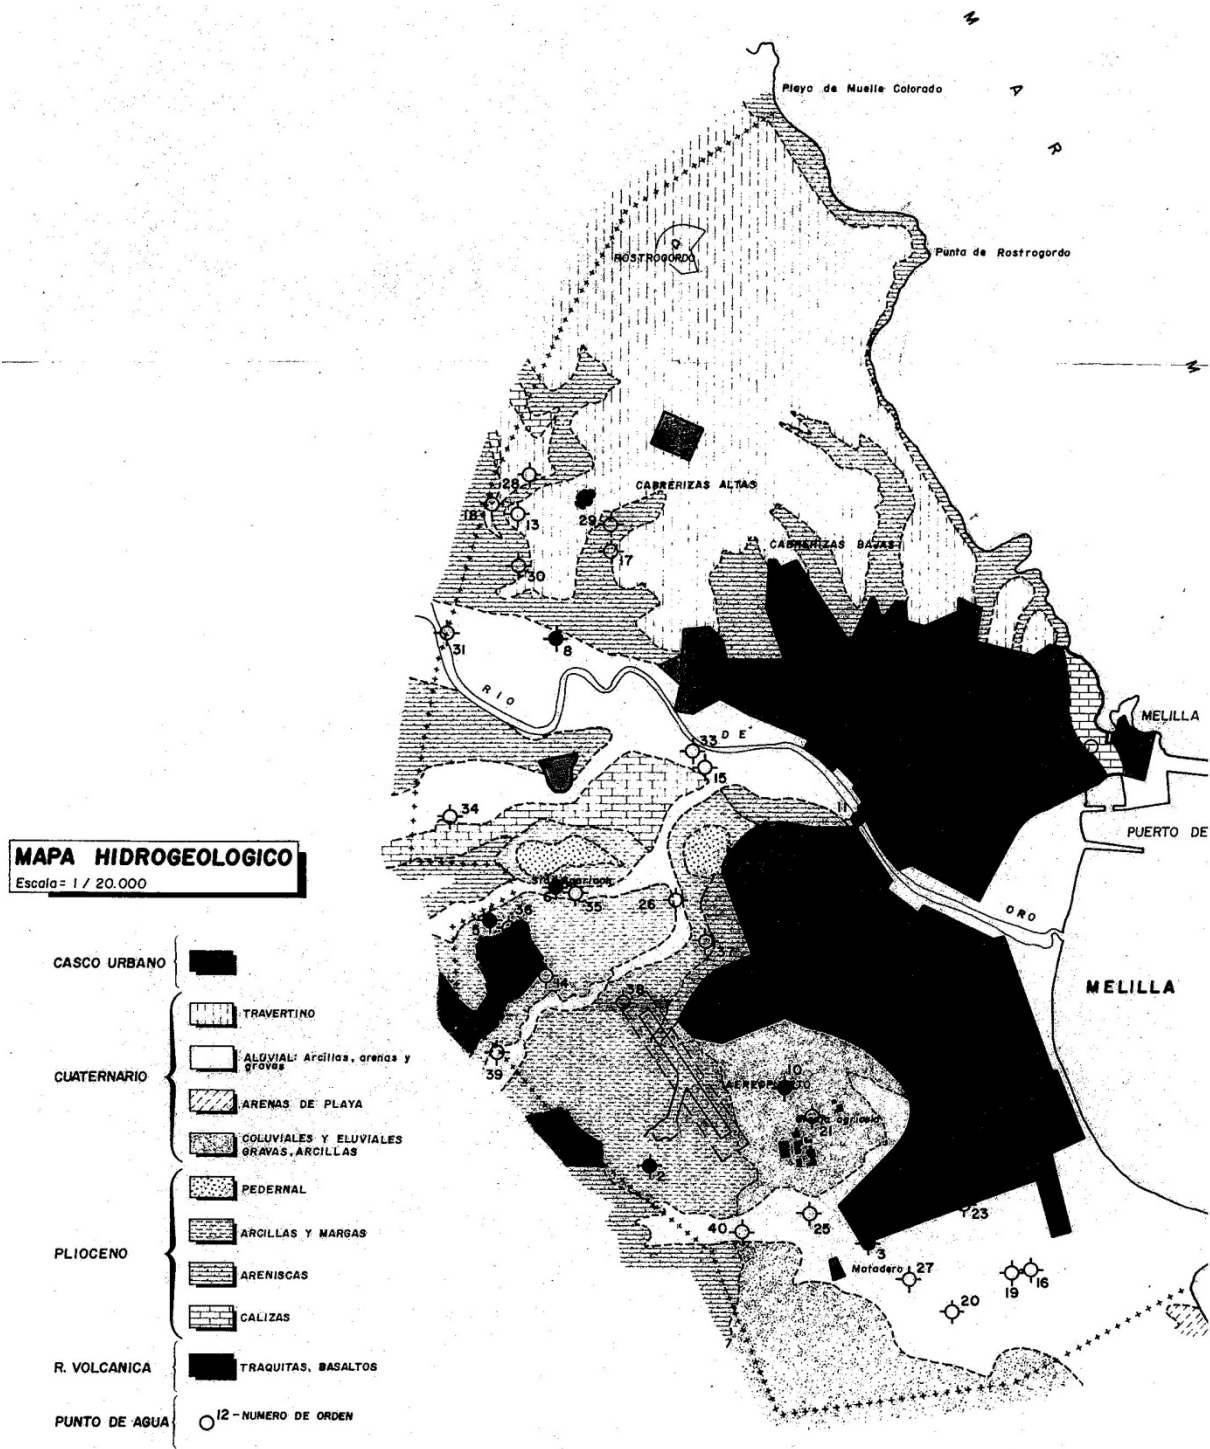 M
A
R
M
Playa de Muelle Colorado
Punta de Rostrogordo
ROSTROGORDO
CABRERIZAS ALTAS
CABRERIZAS BAJAS
28
18
13
29
17
30
31
8
RIO
DE
ORO
33
15
11
34
MELILLA
PUERTO DE
MELILLA
6
35
36
5
26
14
38
39
10
AEREOPUERTO
21
2
25
40
3
23
Matadero
27
19
16
20
MAPA HIDROGEOLOGICO
Escala = 1 / 20.000
CASCO URBANO
CUATERNARIO
TRAVERTINO
ALUVIAL: Arcillas, arenas y
gravas
ARENAS DE PLAYA
COLUVIALES Y ELUVIALES
GRAVAS, ARCILLAS
PLIOCENO
PEDERNAL
ARCILLAS Y MARGAS
ARENISCAS
CALIZAS
R. VOLCANICA
TRAQUITAS, BASALTOS
PUNTO DE AGUA
12 - NUMERO DE ORDEN